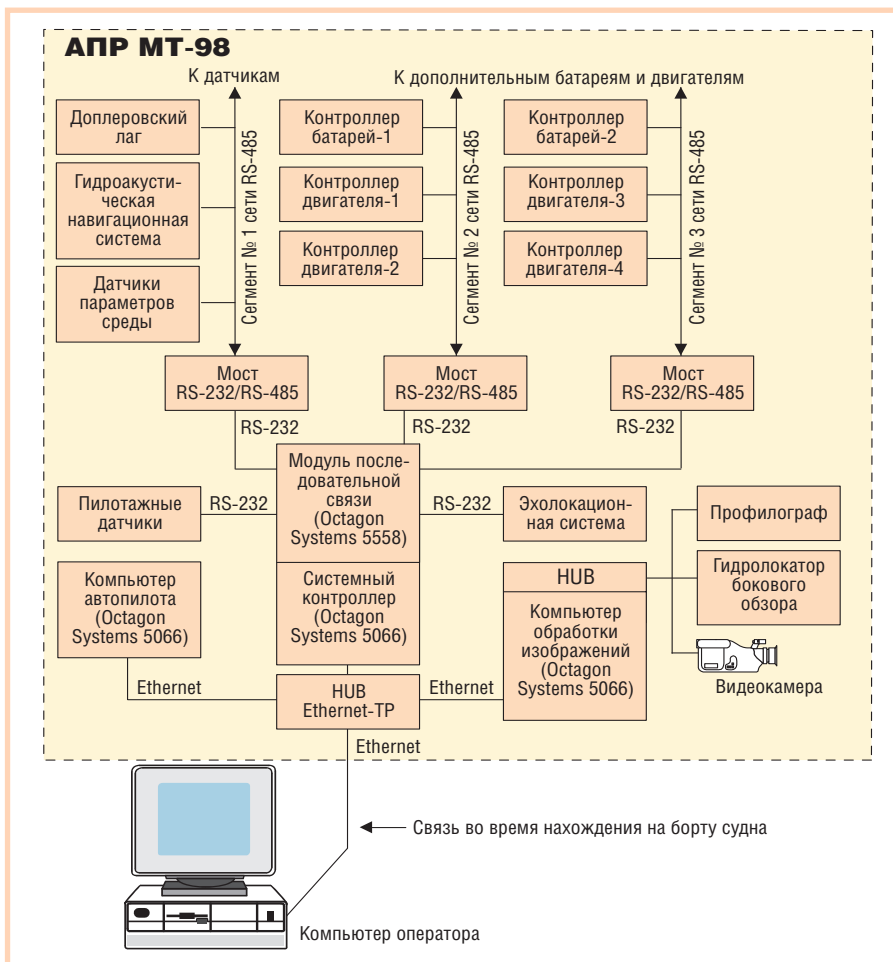 АПР МТ-98
К датчикам
К дополнительным батареям и двигателям
Доплеровский
лаг
Гидроакусти-
ческая
навигационная
система
Датчики
параметров
среды
Сегмент № 1 сети RS-485
Контроллер
батарей-1
Контроллер
двигателя-1
Контроллер
двигателя-2
Сегмент № 2 сети RS-485
Контроллер
батарей-2
Контроллер
двигателя-3
Контроллер
двигателя-4
Сегмент № 3 сети RS-485
Мост
RS-232/RS-485
Мост
RS-232/RS-485
Мост
RS-232/RS-485
RS-232
RS-232
RS-232
Модуль после-
довательной
связи
(Octagon
Systems 5558)
Пилотажные
датчики
RS-232
RS-232
Эхолокацион-
ная система
Профилограф
Компьютер
автопилота
(Octagon
Systems 5066)
Системный
контроллер
(Octagon
Systems 5066)
HUB
Компьютер
обработки
изображений
(Octagon
Systems 5066)
Гидролокатор
бокового
обзора
Видеокамера
Ethernet
HUB
Ethernet-TP
Ethernet
Ethernet
Связь во время нахождения на борту судна
Компьютер оператора